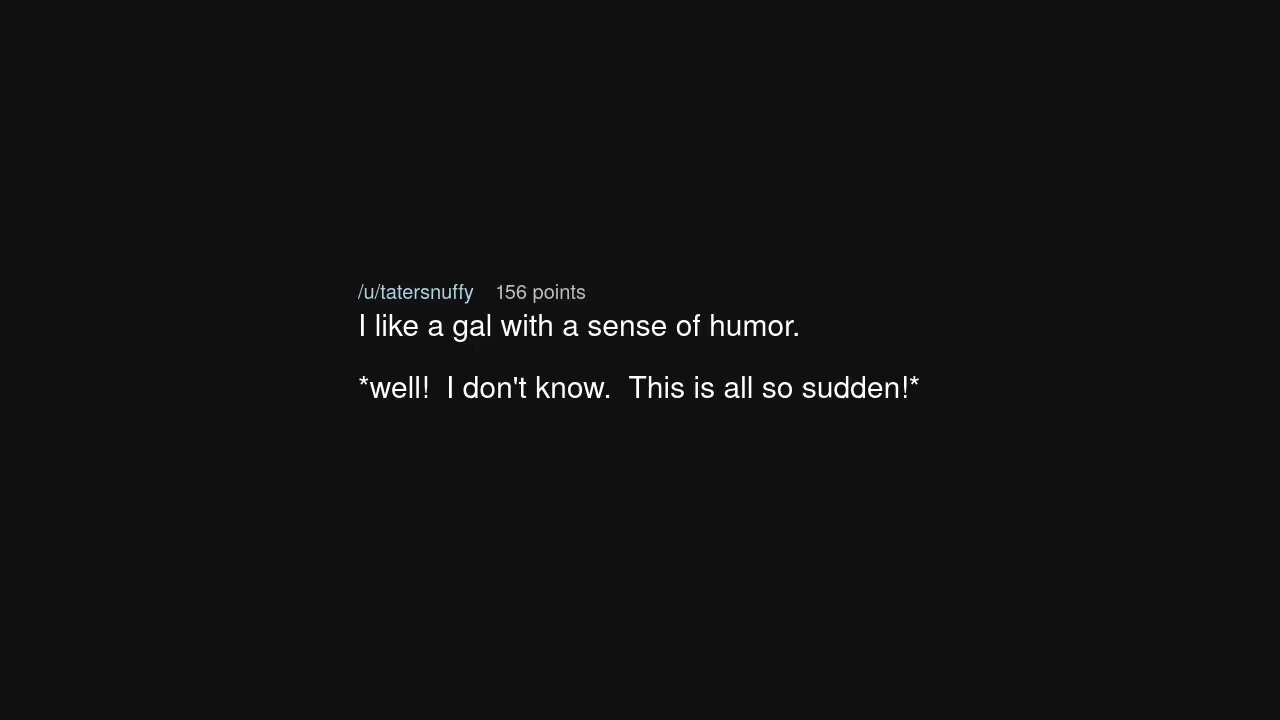 /u/tatersnuffy 156 points
I like a gal with a sense of humor.
*well!  I don't know.  This is all so sudden!*